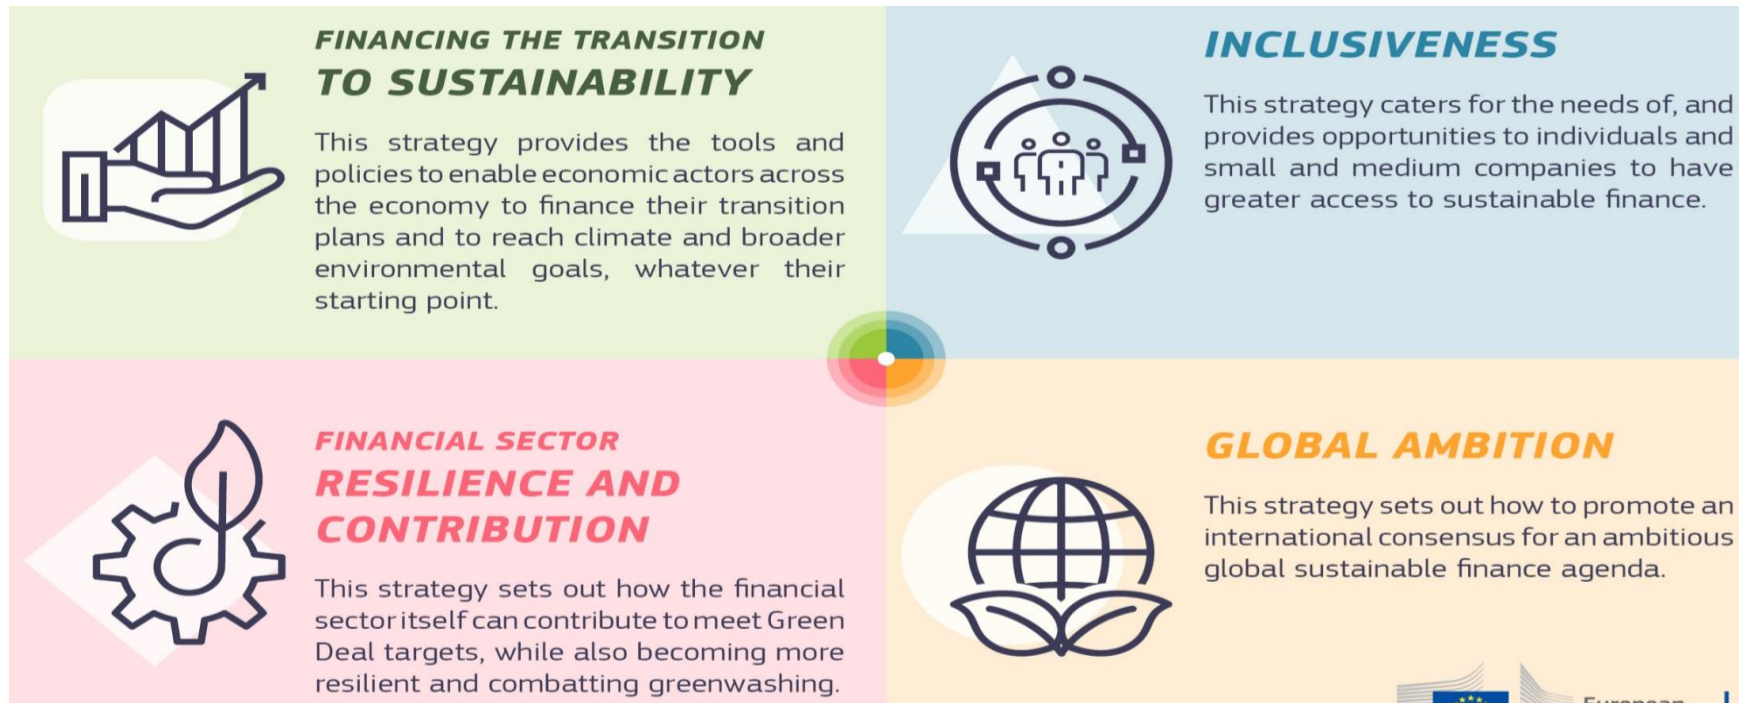 FINANCING THE TRANSITION
TO SUSTAINABILITY
This strategy provides the tools and
policies to enable economic actors across
the economy to finance their transition
plans and to reach climate and broader
environmental goals, whatever their
starting point.
INCLUSIVENESS
This strategy caters for the needs of, and
provides opportunities to individuals and
small and medium companies to have
greater access to sustainable finance.
FINANCIAL SECTOR
RESILIENCE AND
CONTRIBUTION
This strategy sets out how the financial
sector itself can contribute to meet Green
Deal targets, while also becoming more
resilient and combatting greenwashing.
GLOBAL AMBITION
This strategy sets out how to promote an
international consensus for an ambitious
global sustainable finance agenda.
European